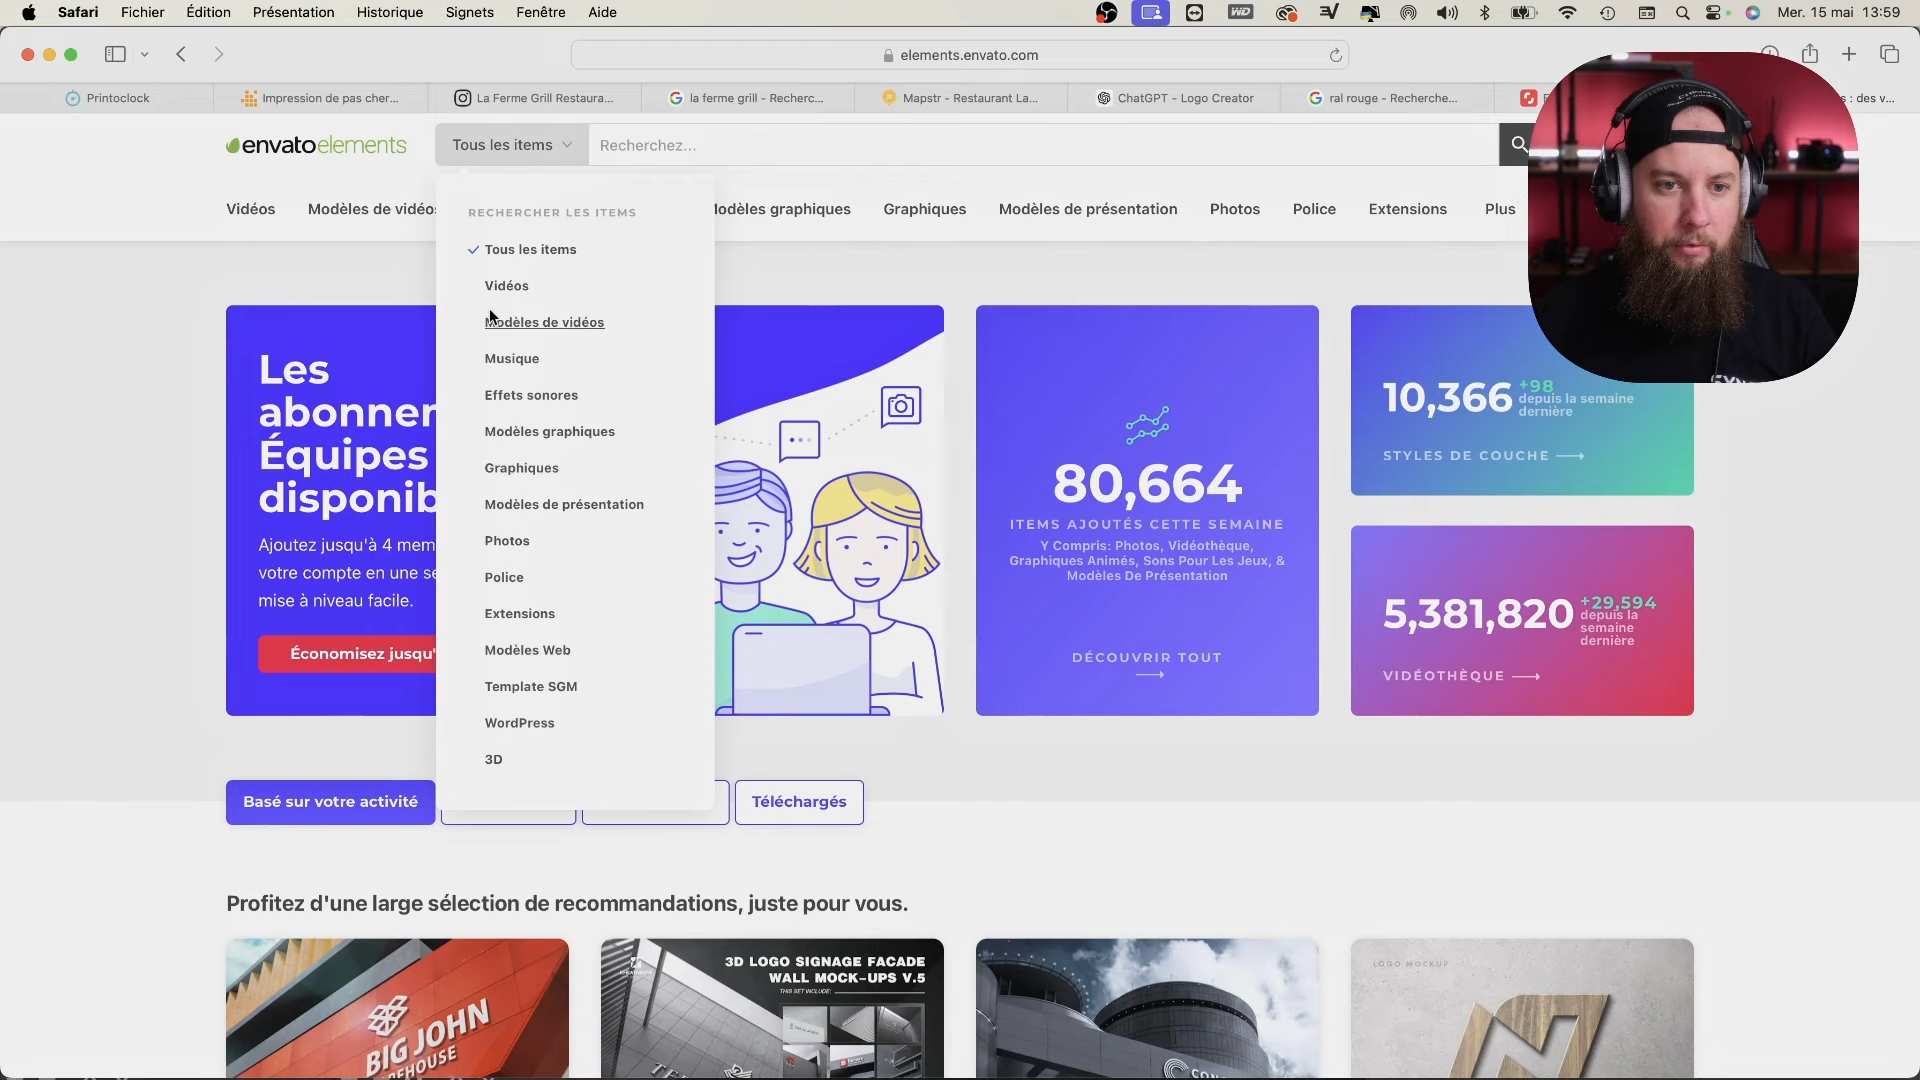 Safari Fichier Édition Présentation Historique Signets Fenêtre Aide
Mer. 15 mai 13:59
elements.envato.com
Printoclock
Impression de pas cher...
La Ferme Grill Restaura...
la ferme grill - Recherc...
Mapstr - Restaurant La...
ChatGPT - Logo Creator
ral rouge - Recherche...
s : des v...
envatoelements
Tous les items
Recherchez...
Vidéos
Modèles de vidéos
Modèles graphiques
Graphiques
Modèles de présentation
Photos
Police
Extensions
Plus
RECHERCHER LES ITEMS
Tous les items
Vidéos
Modèles de vidéos
Musique
Effets sonores
Modèles graphiques
Graphiques
Modèles de présentation
Photos
Police
Extensions
Modèles Web
Template SGM
WordPress
3D
Les
abonner
Équipes
disponib
Ajoutez jusqu'à 4 mem
votre compte en une se
mise à niveau facile.
Économisez jusqu'
80,664
ITEMS AJOUTÉS CETTE SEMAINE
Y Compris: Photos, Vidéothèque,
Graphiques Animés, Sons Pour Les Jeux, &
Modèles De Présentation
DÉCOUVRIR TOUT
10,366
+98
depuis la semaine
dernière
STYLES DE COUCHE
5,381,820
+29,594
depuis la
semaine
dernière
VIDÉOTHÈQUE
Basé sur votre activité
Téléchargés
Profitez d'une large sélection de recommandations, juste pour vous.
BIG JOHN
WAREHOUSE
3D LOGO SIGNAGE FACADE
WALL MOCK-UPS V.5
THIS SET INCLUDE:
LOGO MOCKUP